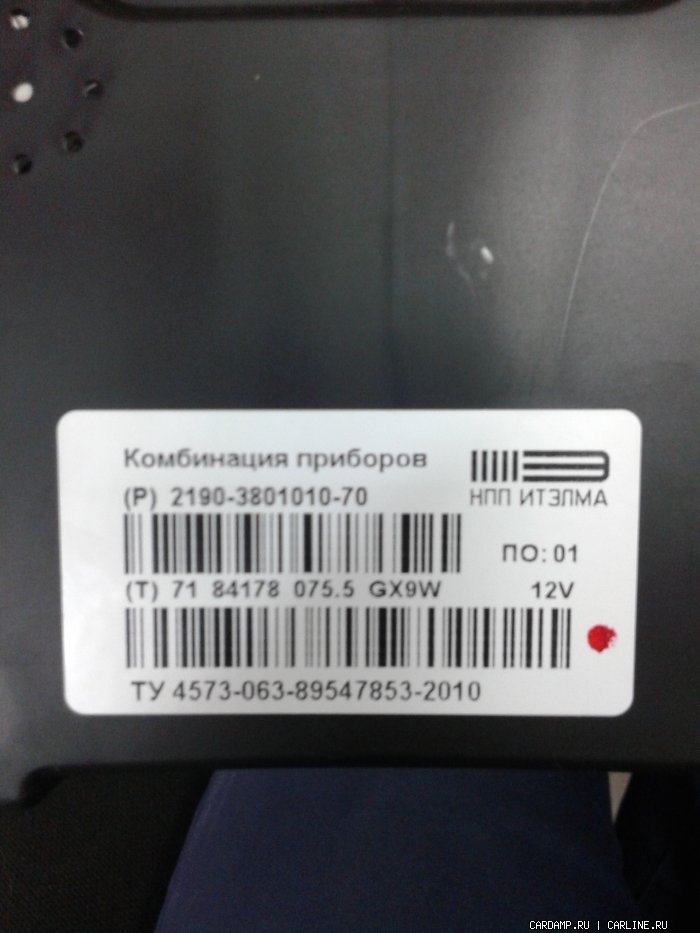 Комбинация приборов
(P) 2190-3801010-70
НПП ИТЭЛМА
ПО: 01
(T) 71 84178 075.5 GX9W
12V
ТУ 4573-063-89547853-2010
CARDAMP.RU | CARLINE.RU